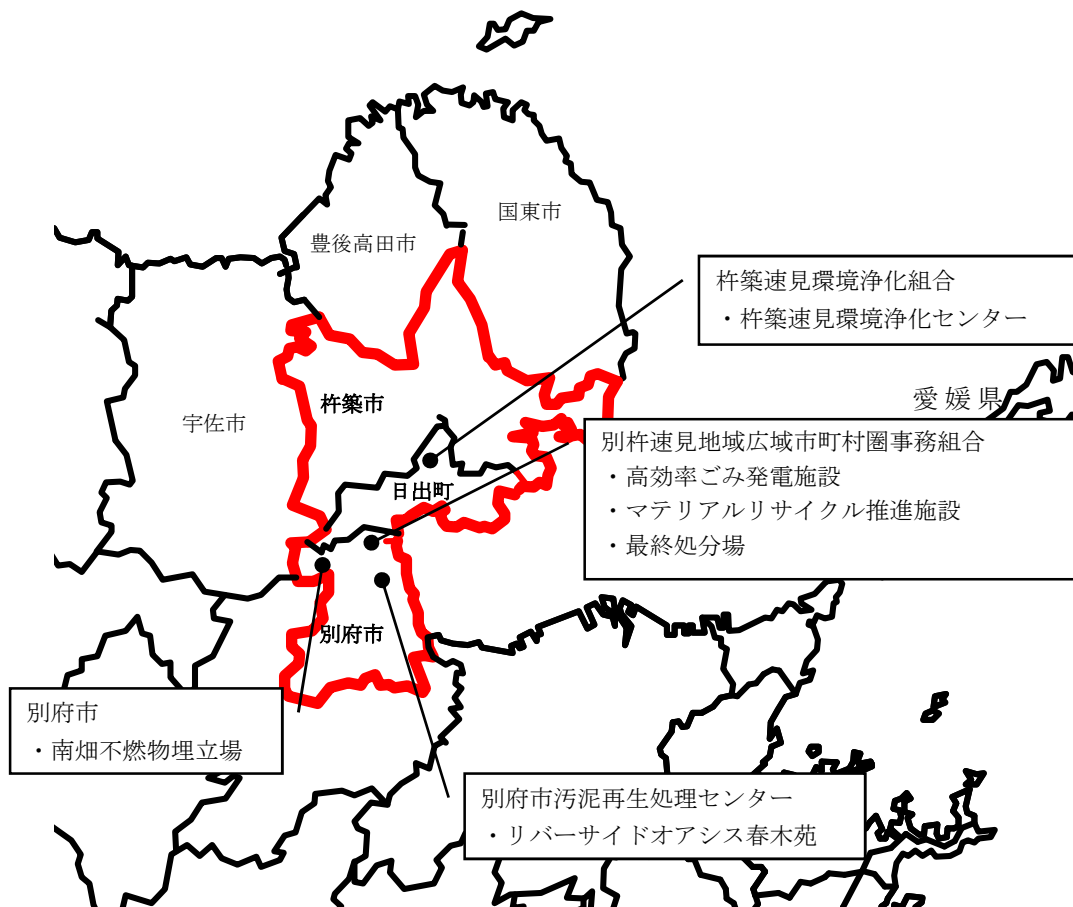 国東市
豊後高田市
杵築速見環境浄化組合
・杵築速見環境浄化センター
愛媛県
杵築市
宇佐市
別杵速見地域広域市町村圏事務組合
・高効率ごみ発電施設
・マテリアルリサイクル推進施設
・最終処分場
日出町
別府市
別府市
・南畑不燃物埋立場
別府市汚泥再生処理センター
・リバーサイドオアシス春木苑